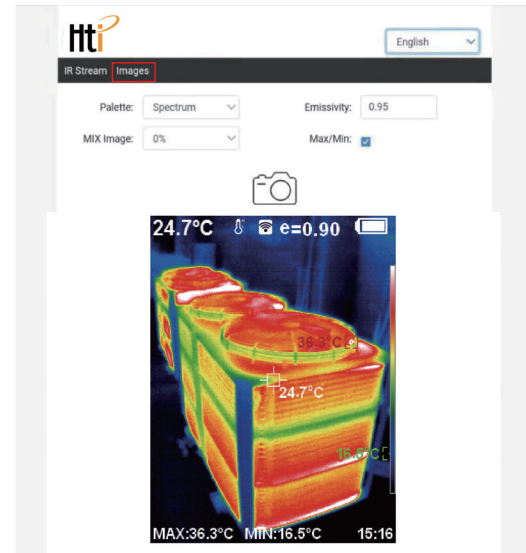 Hti
English
IR Stream Images
Palette: Spectrum Emissivity: 0.95
MIX Image: 0% Max/Min:
24.7°C e=0.90
36.3°C
24.7°C
16.5°C
MAX:36.3°C MIN:16.5°C 15:16